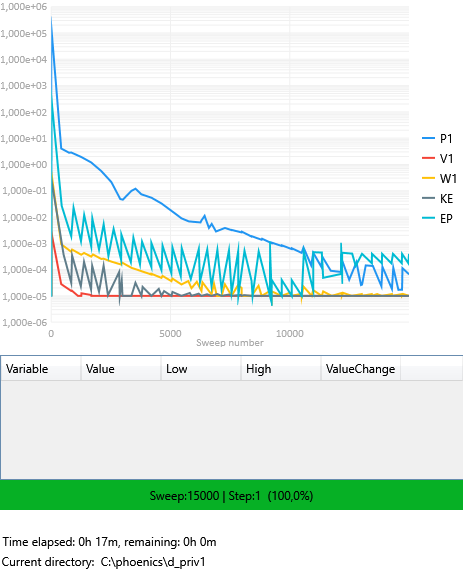 1,000e+06
1,000e+05
1,000e+04
1,000e+03
1,000e+02
1,000e+01
1,000e+00
1,000e-01
1,000e-02
1,000e-03
1,000e-04
1,000e-05
1,000e-06
0 5000 10000
Sweep number
P1
V1
W1
KE
EP
Variable Value Low High ValueChange
Sweep:15000 | Step:1 (100,0%)
Time elapsed: 0h 17m, remaining: 0h 0m
Current directory: C:\phoenics\d_priv1